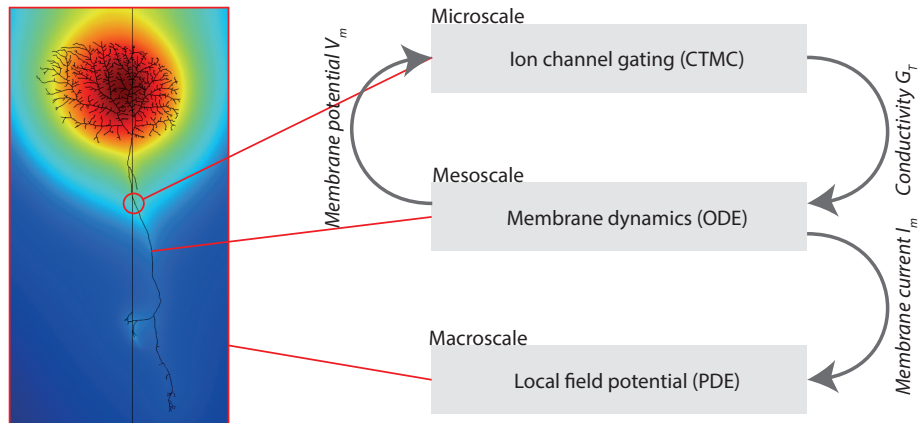 Microscale
Ion channel gating (CTMC)
Membrane potential V_m
Conductivity G_T
Mesoscale
Membrane dynamics (ODE)
Membrane current I_m
Macroscale
Local field potential (PDE)